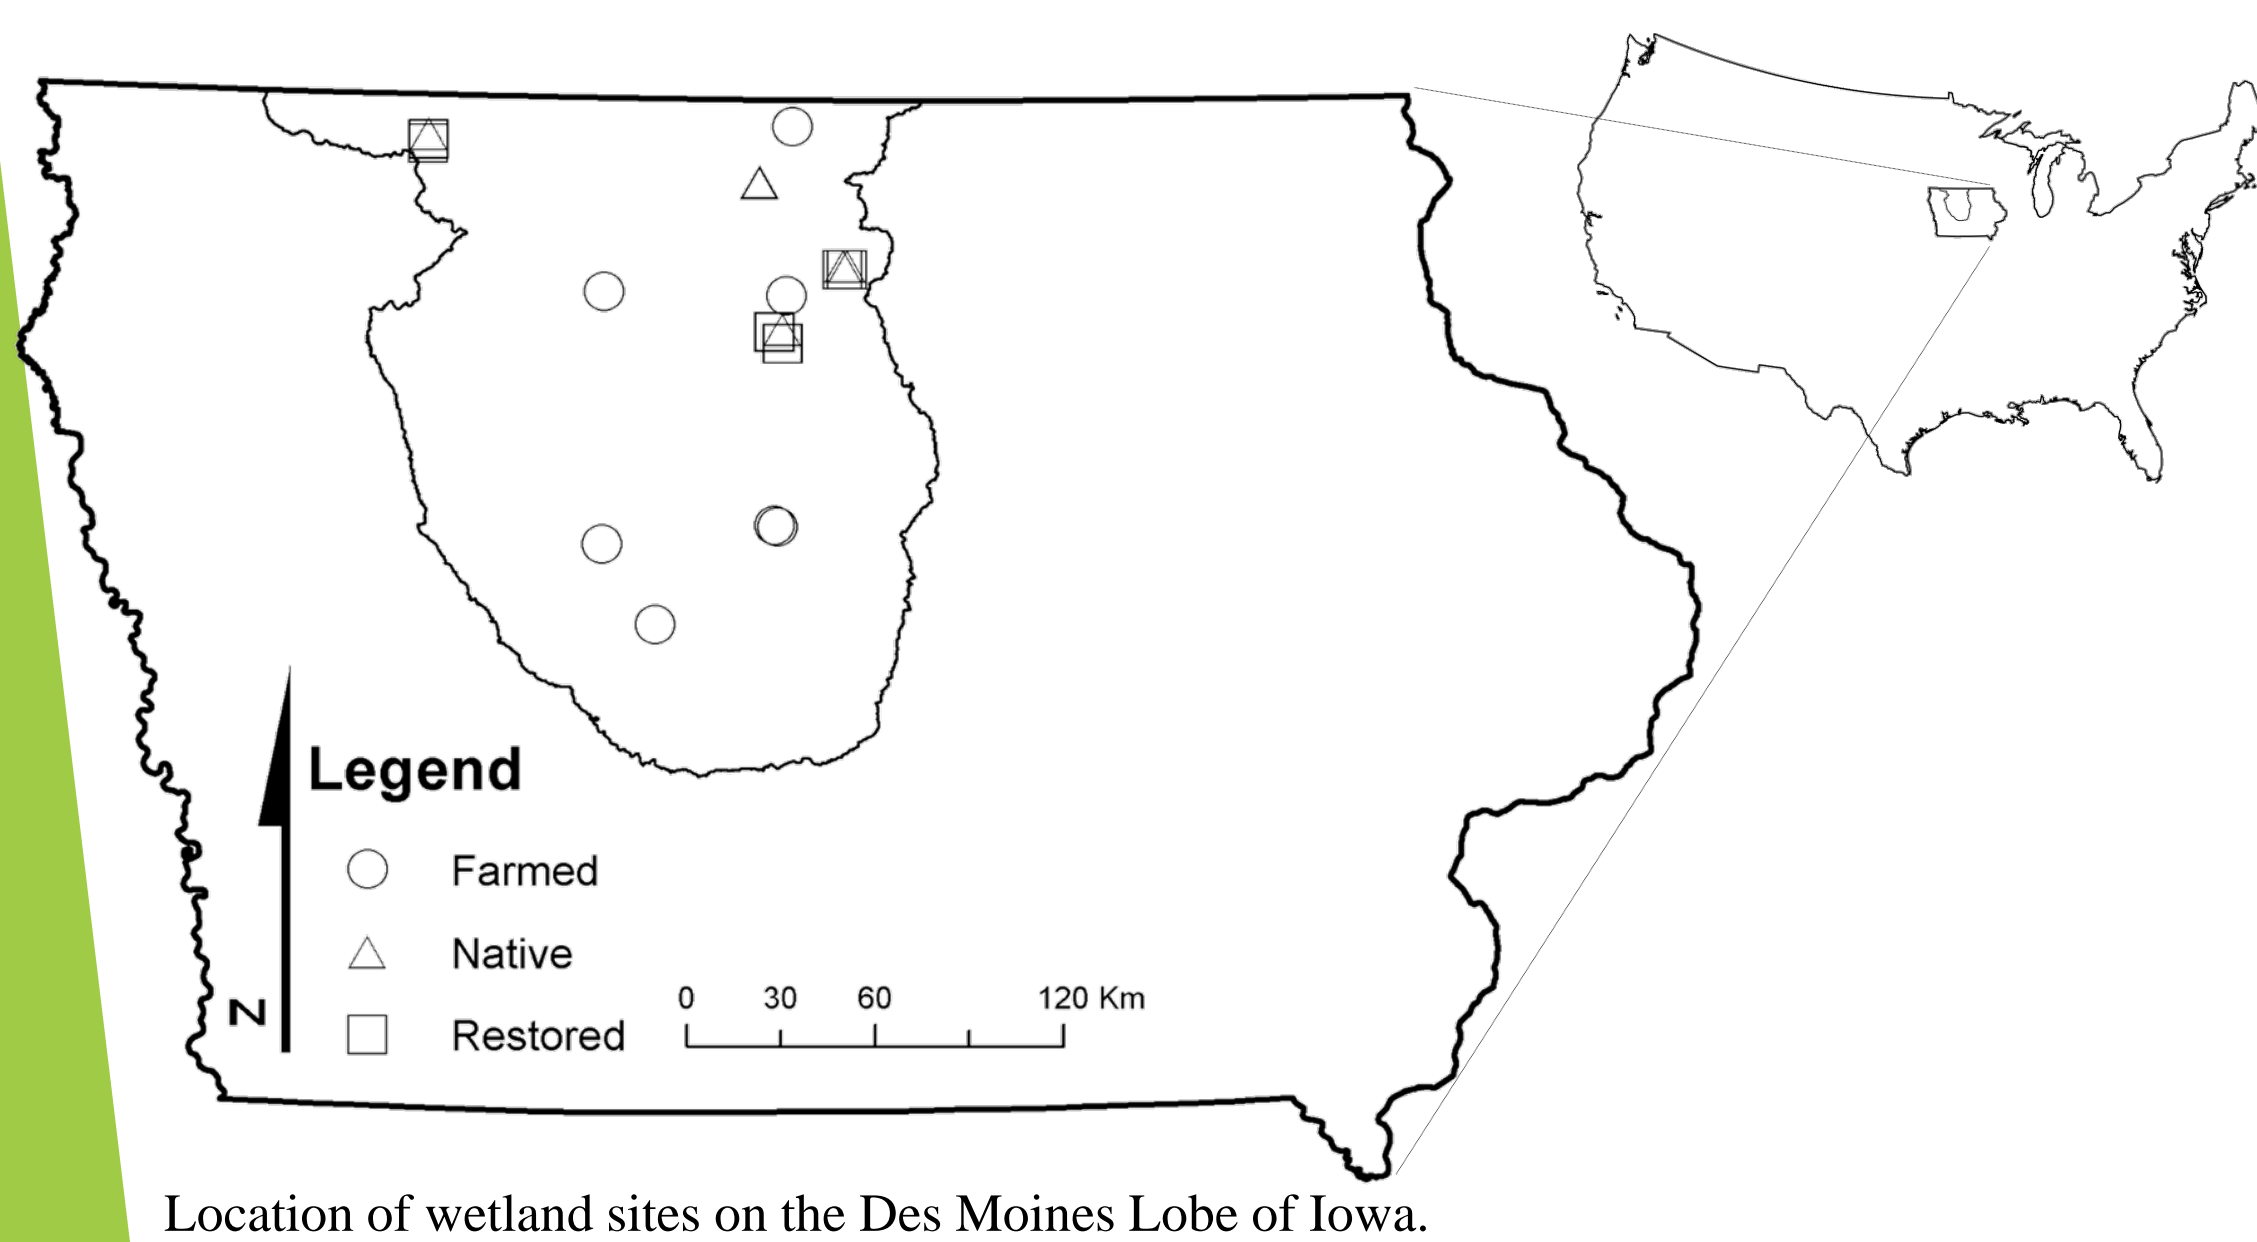 Legend
Farmed
Native
Restored
N
0 30 60 120 Km
Location of wetland sites on the Des Moines Lobe of Iowa.